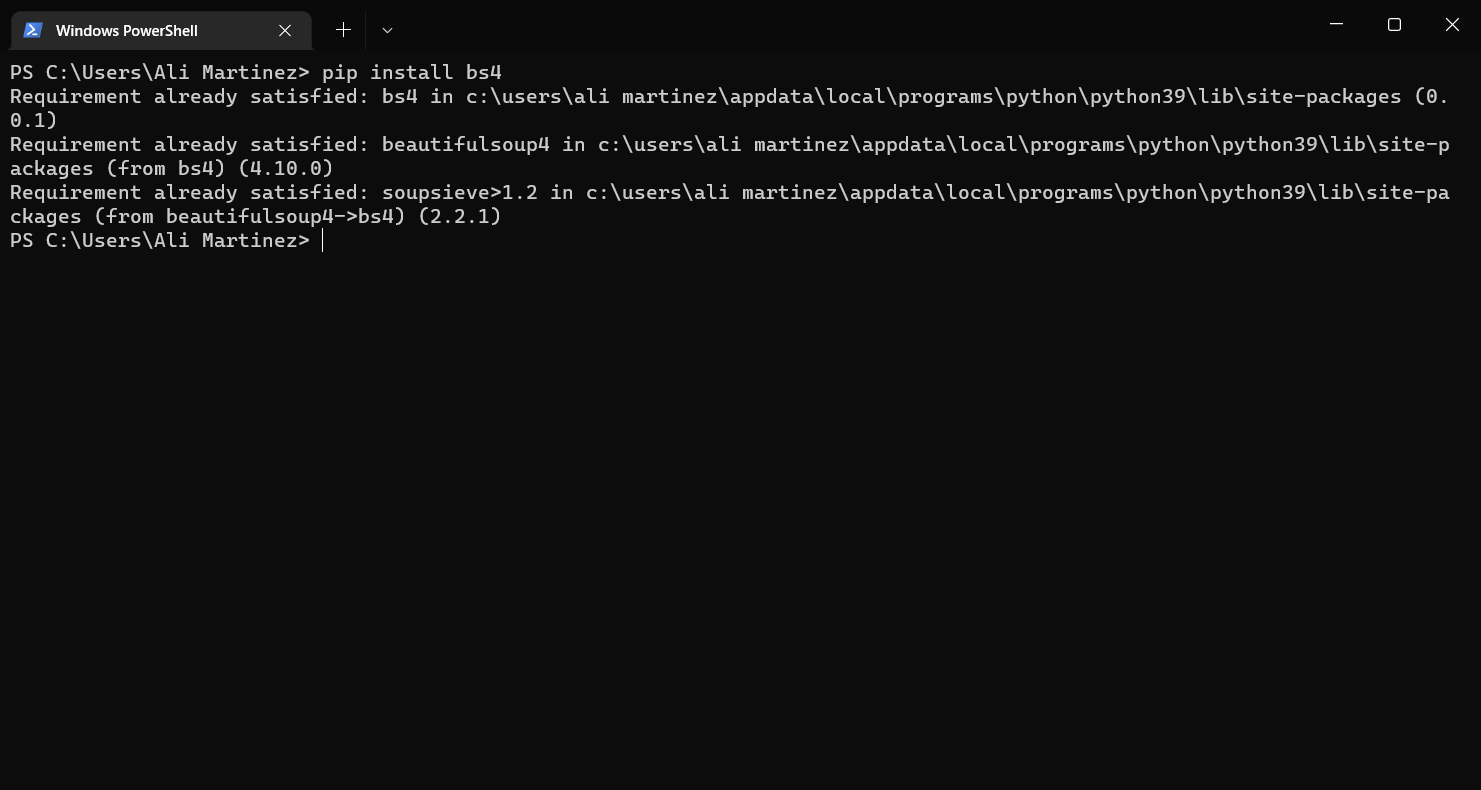 Windows PowerShell
PS C:\Users\Ali Martinez> pip install bs4
Requirement already satisfied: bs4 in c:\users\ali martinez\appdata\local\programs\python\python39\lib\site-packages (0.
0.1)
Requirement already satisfied: beautifulsoup4 in c:\users\ali martinez\appdata\local\programs\python\python39\lib\site-p
ackages (from bs4) (4.10.0)
Requirement already satisfied: soupsieve>1.2 in c:\users\ali martinez\appdata\local\programs\python\python39\lib\site-pa
ckages (from beautifulsoup4->bs4) (2.2.1)
PS C:\Users\Ali Martinez>